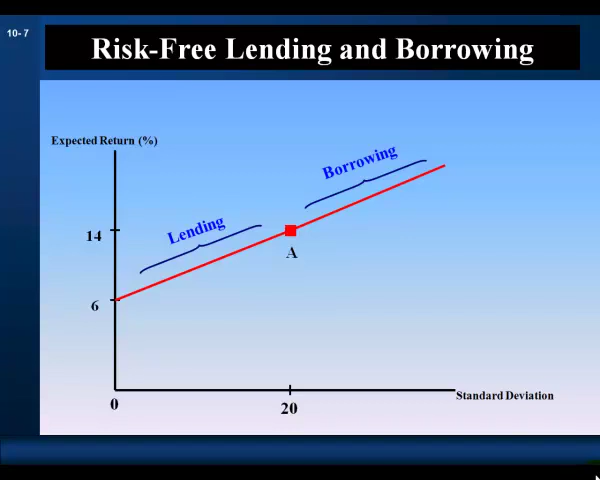 10- 7
Risk-Free Lending and Borrowing
Expected Return (%)
Borrowing
Lending
14
A
6
0
20
Standard Deviation